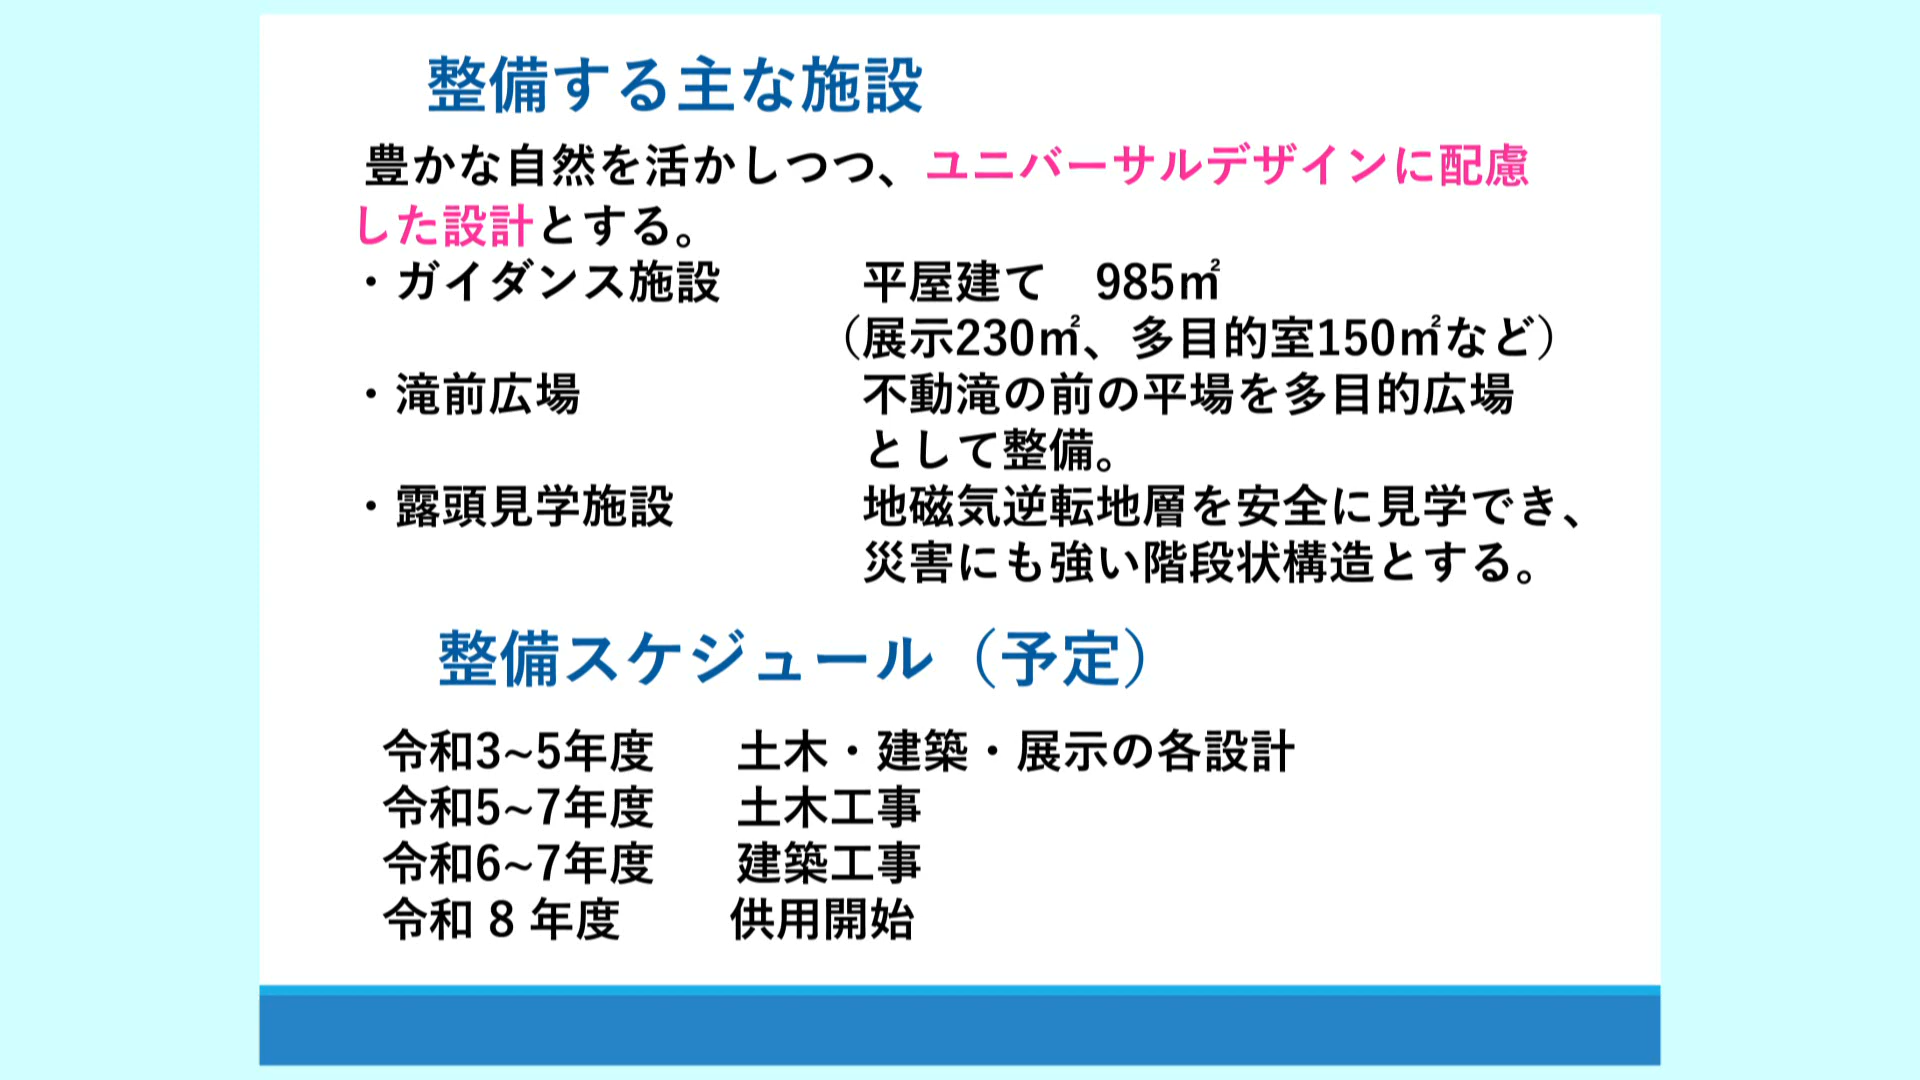 整備する主な施設
豊かな自然を活かしつつ、ユニバーサルデザインに配慮
した設計とする。
・ガイダンス施設　　　平屋建て　985㎡
（展示230㎡、多目的室150㎡など）
・滝前広場　　　不動滝の前の平場を多目的広場
として整備。
・露頭見学施設　　　地磁気逆転地層を安全に見学でき、
災害にも強い階段状構造とする。
整備スケジュール（予定）
令和3~5年度　土木・建築・展示の各設計
令和5~7年度　土木工事
令和6~7年度　建築工事
令和 8 年度　供用開始